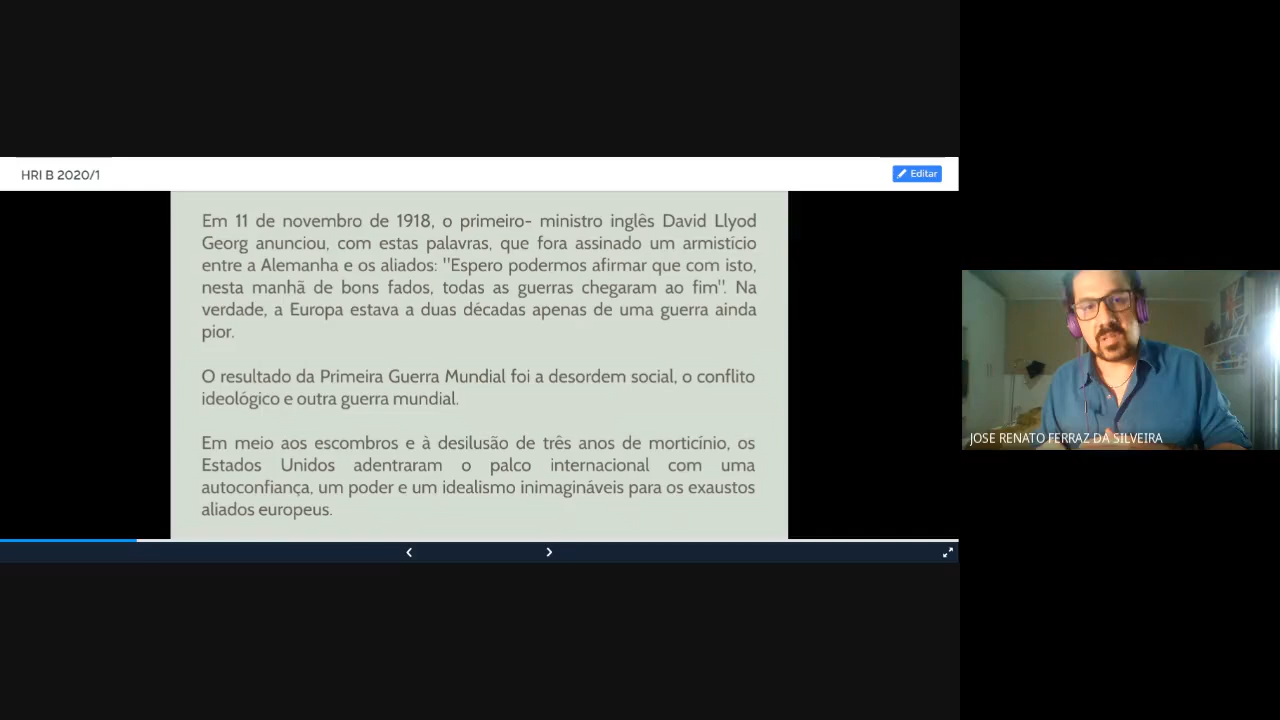 HRI B 2020/1
Editar
Em 11 de novembro de 1918, o primeiro- ministro inglês David Llyod
Georg anunciou, com estas palavras, que fora assinado um armistício
entre a Alemanha e os aliados: "Espero podermos afirmar que com isto,
nesta manhã de bons fados, todas as guerras chegaram ao fim". Na
verdade, a Europa estava a duas décadas apenas de uma guerra ainda
pior.
O resultado da Primeira Guerra Mundial foi a desordem social, o conflito
ideológico e outra guerra mundial.
Em meio aos escombros e à desilusão de três anos de morticínio, os
Estados Unidos adentraram o palco internacional com uma
autoconfiança, um poder e um idealismo inimagináveis para os exaustos
aliados europeus.
JOSE RENATO FERRAZ DA SILVEIRA